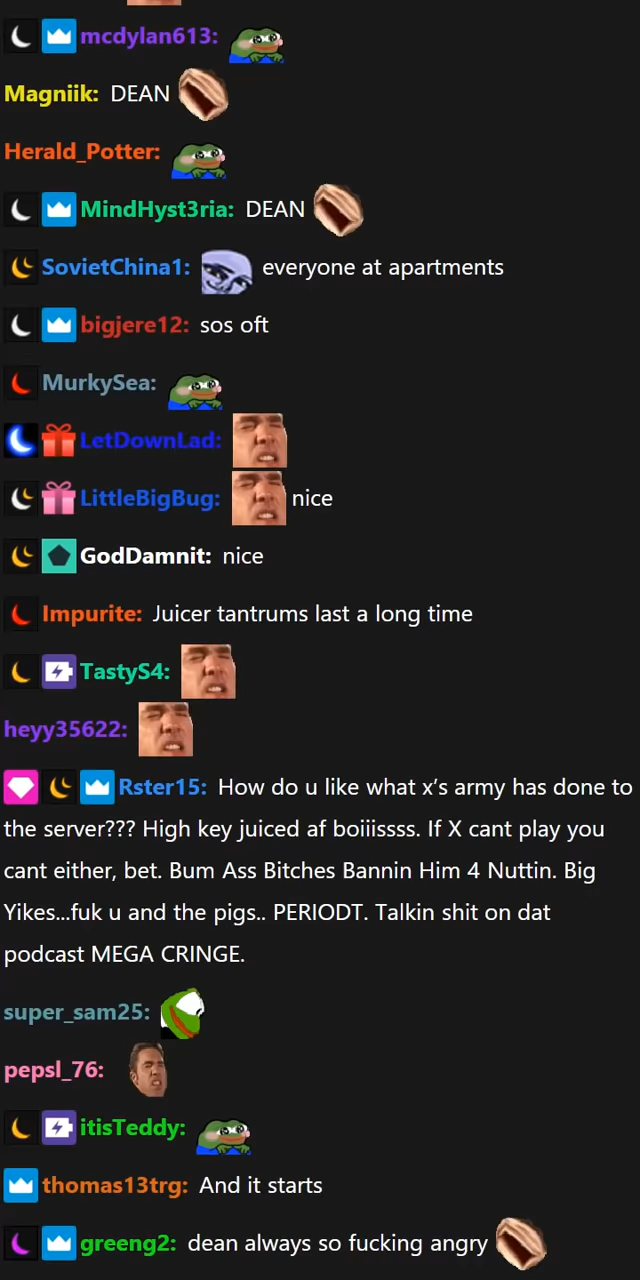 mcdylan613:
Magniik: DEAN
Herald_Potter:
MindHyst3ria: DEAN
SovietChina1: everyone at apartments
bigjere12: sos oft
MurkySea:
LetDownLad:
LittleBigBug: nice
GodDamnit: nice
Impurite: Juicer tantrums last a long time
TastyS4:
heyy35622:
Rster15: How do u like what x’s army has done to
the server??? High key juiced af boiiissss. If X cant play you
cant either, bet. Bum Ass Bitches Bannin Him 4 Nuttin. Big
Yikes...fuk u and the pigs.. PERIODT. Talkin shit on dat
podcast MEGA CRINGE.
super_sam25:
pepsl_76:
itisTeddy:
thomas13trg: And it starts
greeng2: dean always so fucking angry